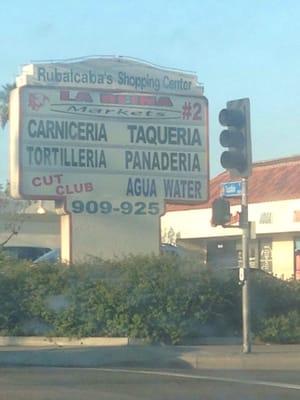 Rubalcaba's Shopping Center
LA REINA #2
Markets
CARNICERIA TAQUERIA
TORTILLERIA PANADERIA
CUT CLUB AGUA WATER
909-925